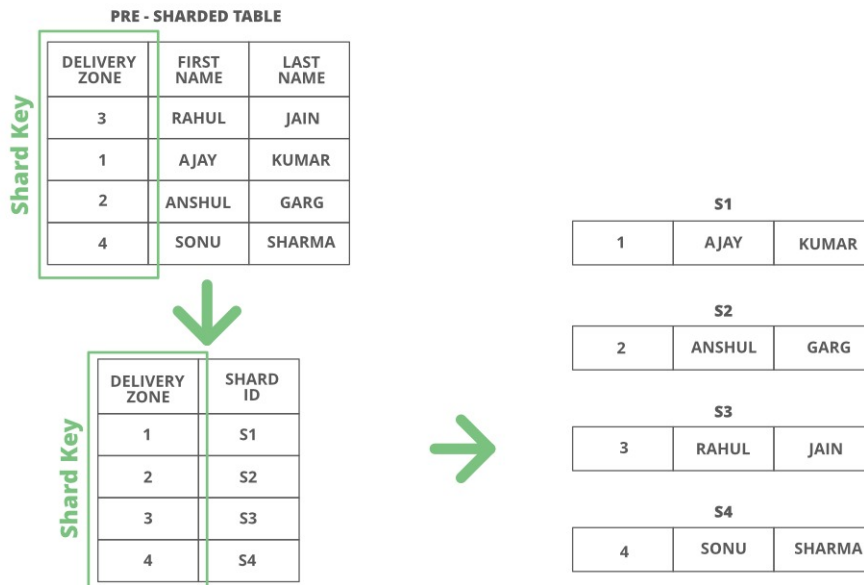 PRE - SHARDED TABLE
Shard Key
DELIVERY ZONE FIRST NAME LAST NAME
3 RAHUL JAIN
1 AJAY KUMAR
2 ANSHUL GARG
4 SONU SHARMA
Shard Key
DELIVERY ZONE SHARD ID
1 S1
2 S2
3 S3
4 S4
S1
1 AJAY KUMAR
S2
2 ANSHUL GARG
S3
3 RAHUL JAIN
S4
4 SONU SHARMA